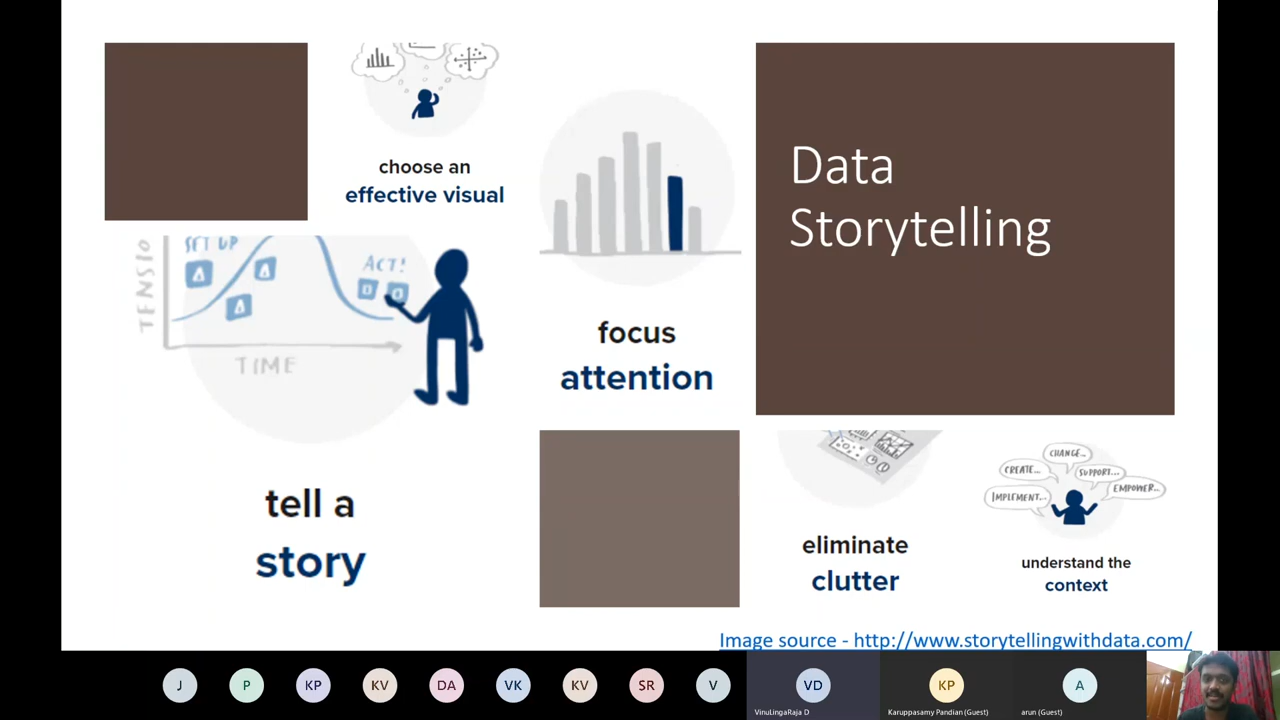 choose an
effective visual
TENSIO
SET UP
ACT!
TIME
tell a
story
focus
attention
Data
Storytelling
eliminate
clutter
CHANGE...
CREATE...
SUPPORT...
IMPLEMENT...
EMPOWER...
understand the
context
Image source - http://www.storytellingwithdata.com/
J
P
KP
KV
DA
VK
KV
SR
V
VD
VinuLingaRaja D
KP
Karuppasamy Pandian (Guest)
A
arun (Guest)